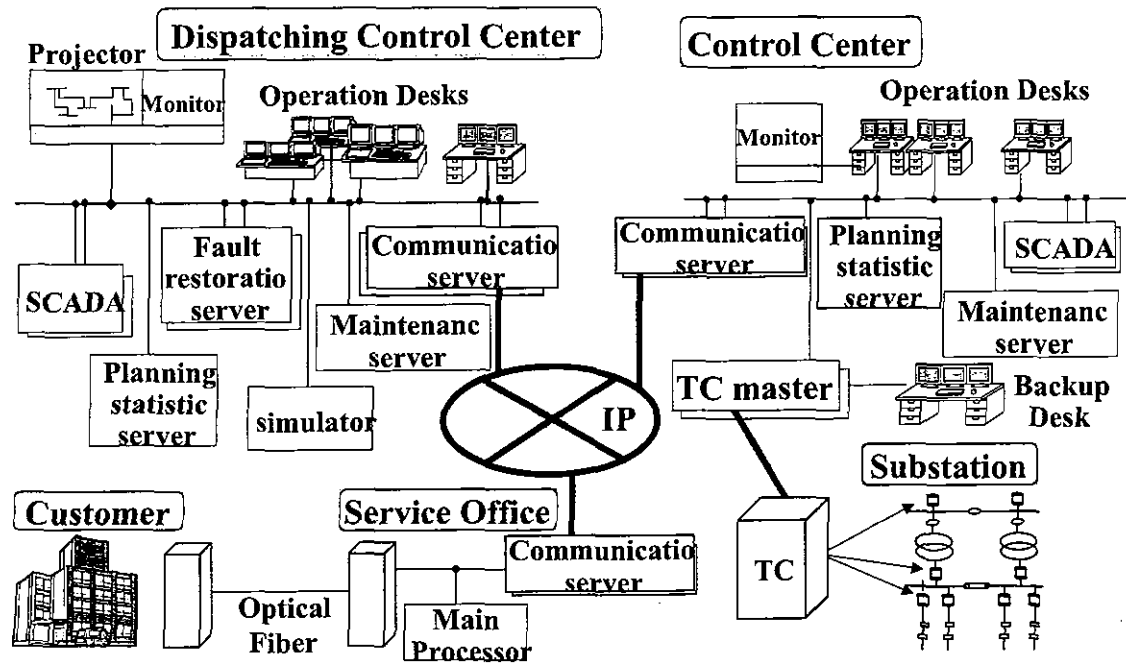 Dispatching Control Center
Control Center
Projector
Monitor
Operation Desks
Operation Desks
Monitor
SCADA
Fault
restoratio
server
Communicatio
server
Maintenanc
server
Planning
statistic
server
simulator
Communicatio
server
Planning
statistic
server
SCADA
Maintenanc
server
TC master
Backup
Desk
IP
Customer
Service Office
Substation
Communicatio
server
Optical
Fiber
Main
Processor
TC